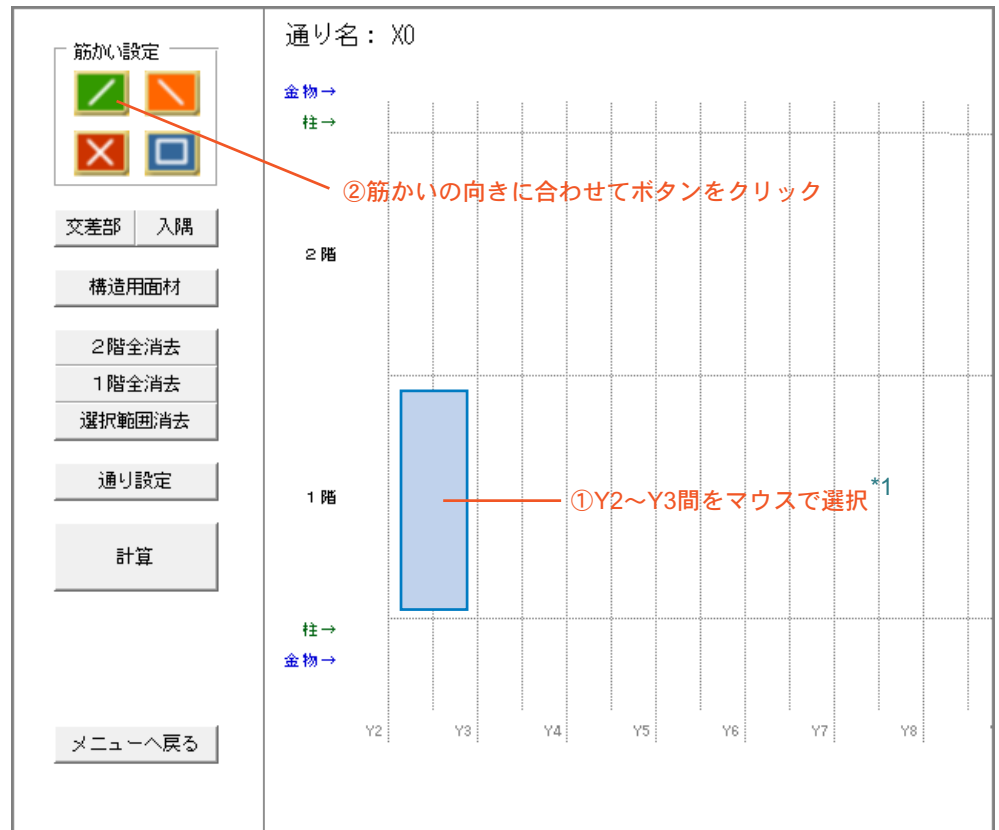 筋かい設定
交差部 入隅
構造用面材
２階全消去
１階全消去
選択範囲消去
通り設定
計算
メニューへ戻る
通り名： X0
金物→
柱→
②筋かいの向きに合わせてボタンをクリック
２階
①Y2～Y3間をマウスで選択*1
１階
柱→
金物→
Y2 Y3 Y4 Y5 Y6 Y7 Y8